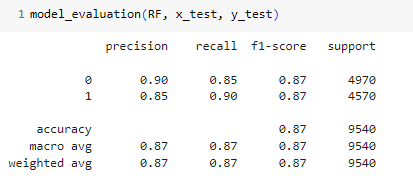 1 model_evaluation(RF, x_test, y_test)
precision recall f1-score support
0 0.90 0.85 0.87 4970
1 0.85 0.90 0.87 4570
accuracy 0.87 9540
macro avg 0.87 0.87 0.87 9540
weighted avg 0.87 0.87 0.87 9540